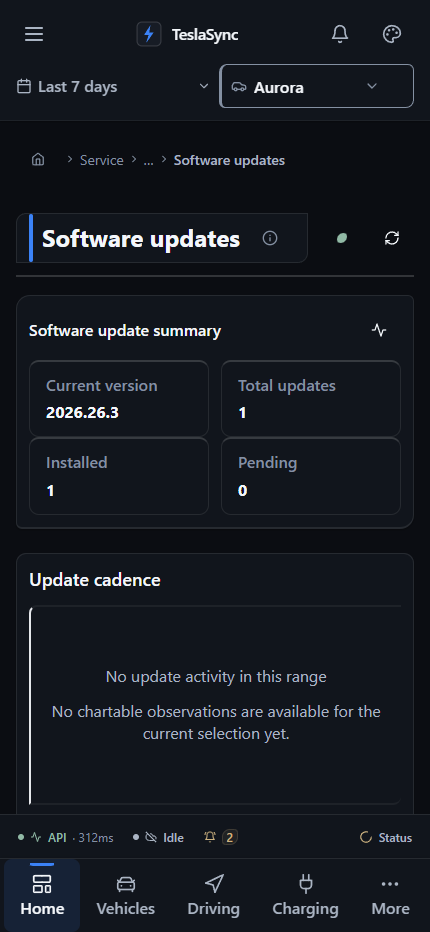 TeslaSync
Last 7 days
Aurora
Service
...
Software updates
Software updates
Software update summary
Current version
2026.26.3
Total updates
1
Installed
1
Pending
0
Update cadence
No update activity in this range
No chartable observations are available for the
current selection yet.
API · 312ms
Idle
2
Status
Home
Vehicles
Driving
Charging
More